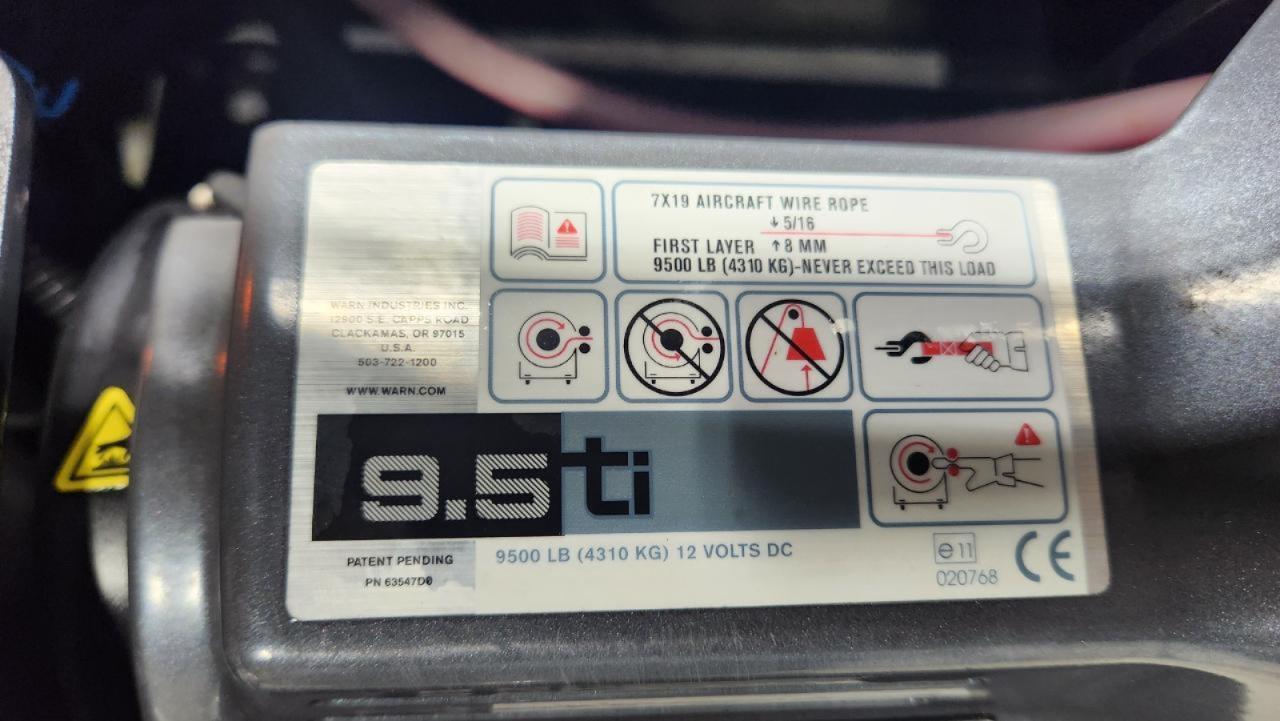 7X19 AIRCRAFT WIRE ROPE
↓ 5/16
FIRST LAYER ↑ 8 MM
9500 LB (4310 KG)-NEVER EXCEED THIS LOAD
WARN INDUSTRIES INC.
12900 S.E. CAPPS ROAD
CLACKAMAS, OR 97015
U.S.A.
503-722-1200
WWW.WARN.COM
9.5ti
PATENT PENDING
PN 63547D0
9500 LB (4310 KG) 12 VOLTS DC
e11
020768
CE